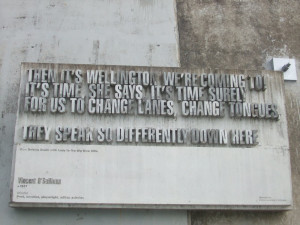 THEN IT'S WELLINGTON WE'RE COMING TO!
IT'S TIME, SHE SAYS, IT'S TIME SURELY
FOR US TO CHANGE LANES, CHANGE TONGUES,
THEY SPEAK SO DIFFERENTLY DOWN HERE
Vincent O'Sullivan